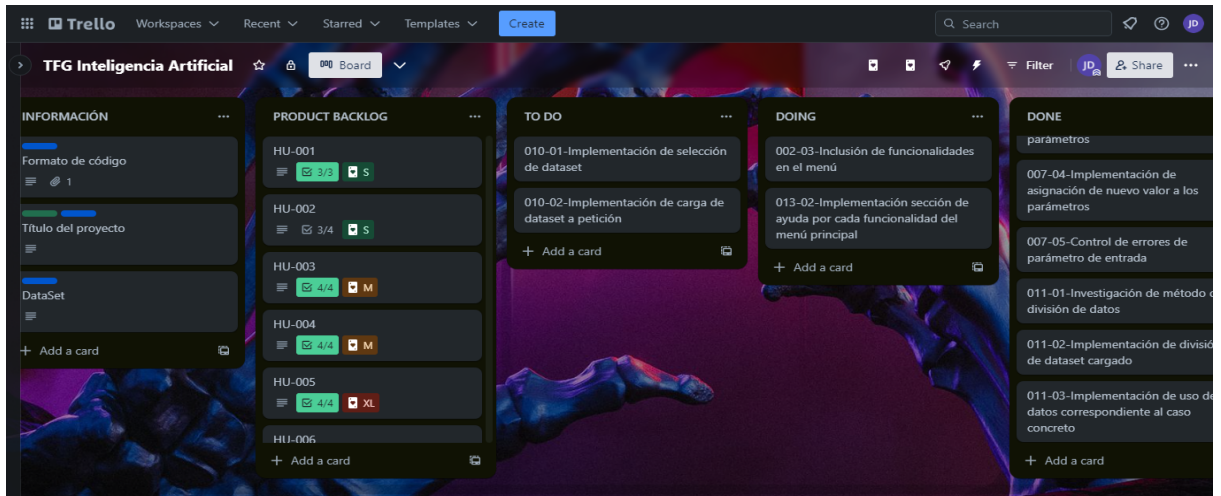 Trello
Workspaces
Recent
Starred
Templates
Create
Search
JD
TFG Inteligencia Artificial
Board
Filter
JD
Share
INFORMACIÓN
Formato de código
1
Título del proyecto
DataSet
+ Add a card
PRODUCT BACKLOG
HU-001
3/3 S
HU-002
3/4 S
HU-003
4/4 M
HU-004
4/4 M
HU-005
4/4 XL
HU-006
+ Add a card
TO DO
010-01-Implementación de selección
de dataset
010-02-Implementación de carga de
dataset a petición
+ Add a card
DOING
002-03-Inclusión de funcionalidades
en el menú
013-02-Implementación sección de
ayuda por cada funcionalidad del
menú principal
+ Add a card
DONE
parámetros
007-04-Implementación de
asignación de nuevo valor a los
parámetros
007-05-Control de errores de
parámetro de entrada
011-01-Investigación de método
división de datos
011-02-Implementación de divisió
de dataset cargado
011-03-Implementación de uso de
datos correspondiente al caso
concreto
+ Add a card